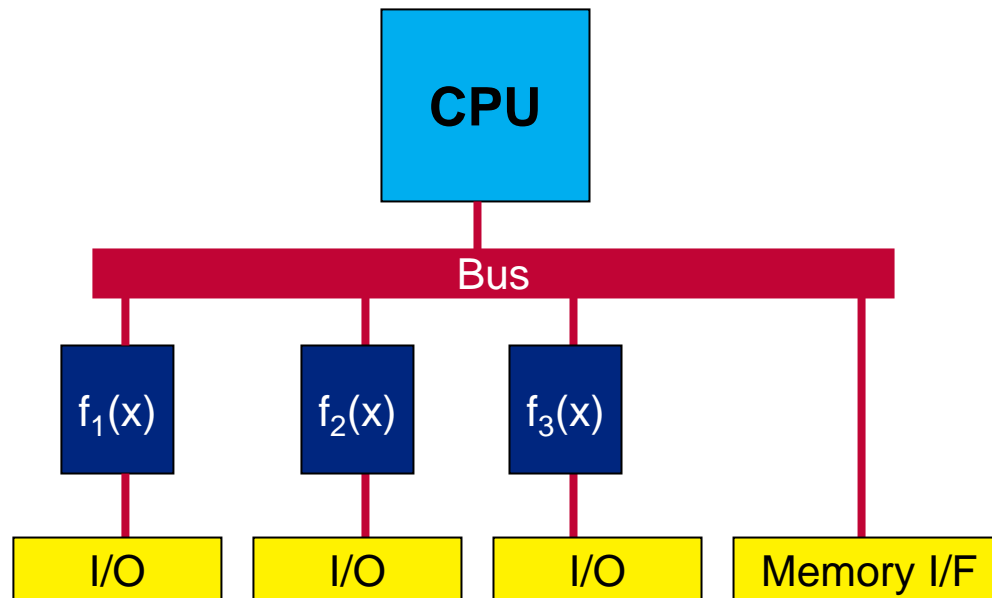 CPU
Bus
f₁(x)
f₂(x)
f₃(x)
I/O
I/O
I/O
Memory I/F